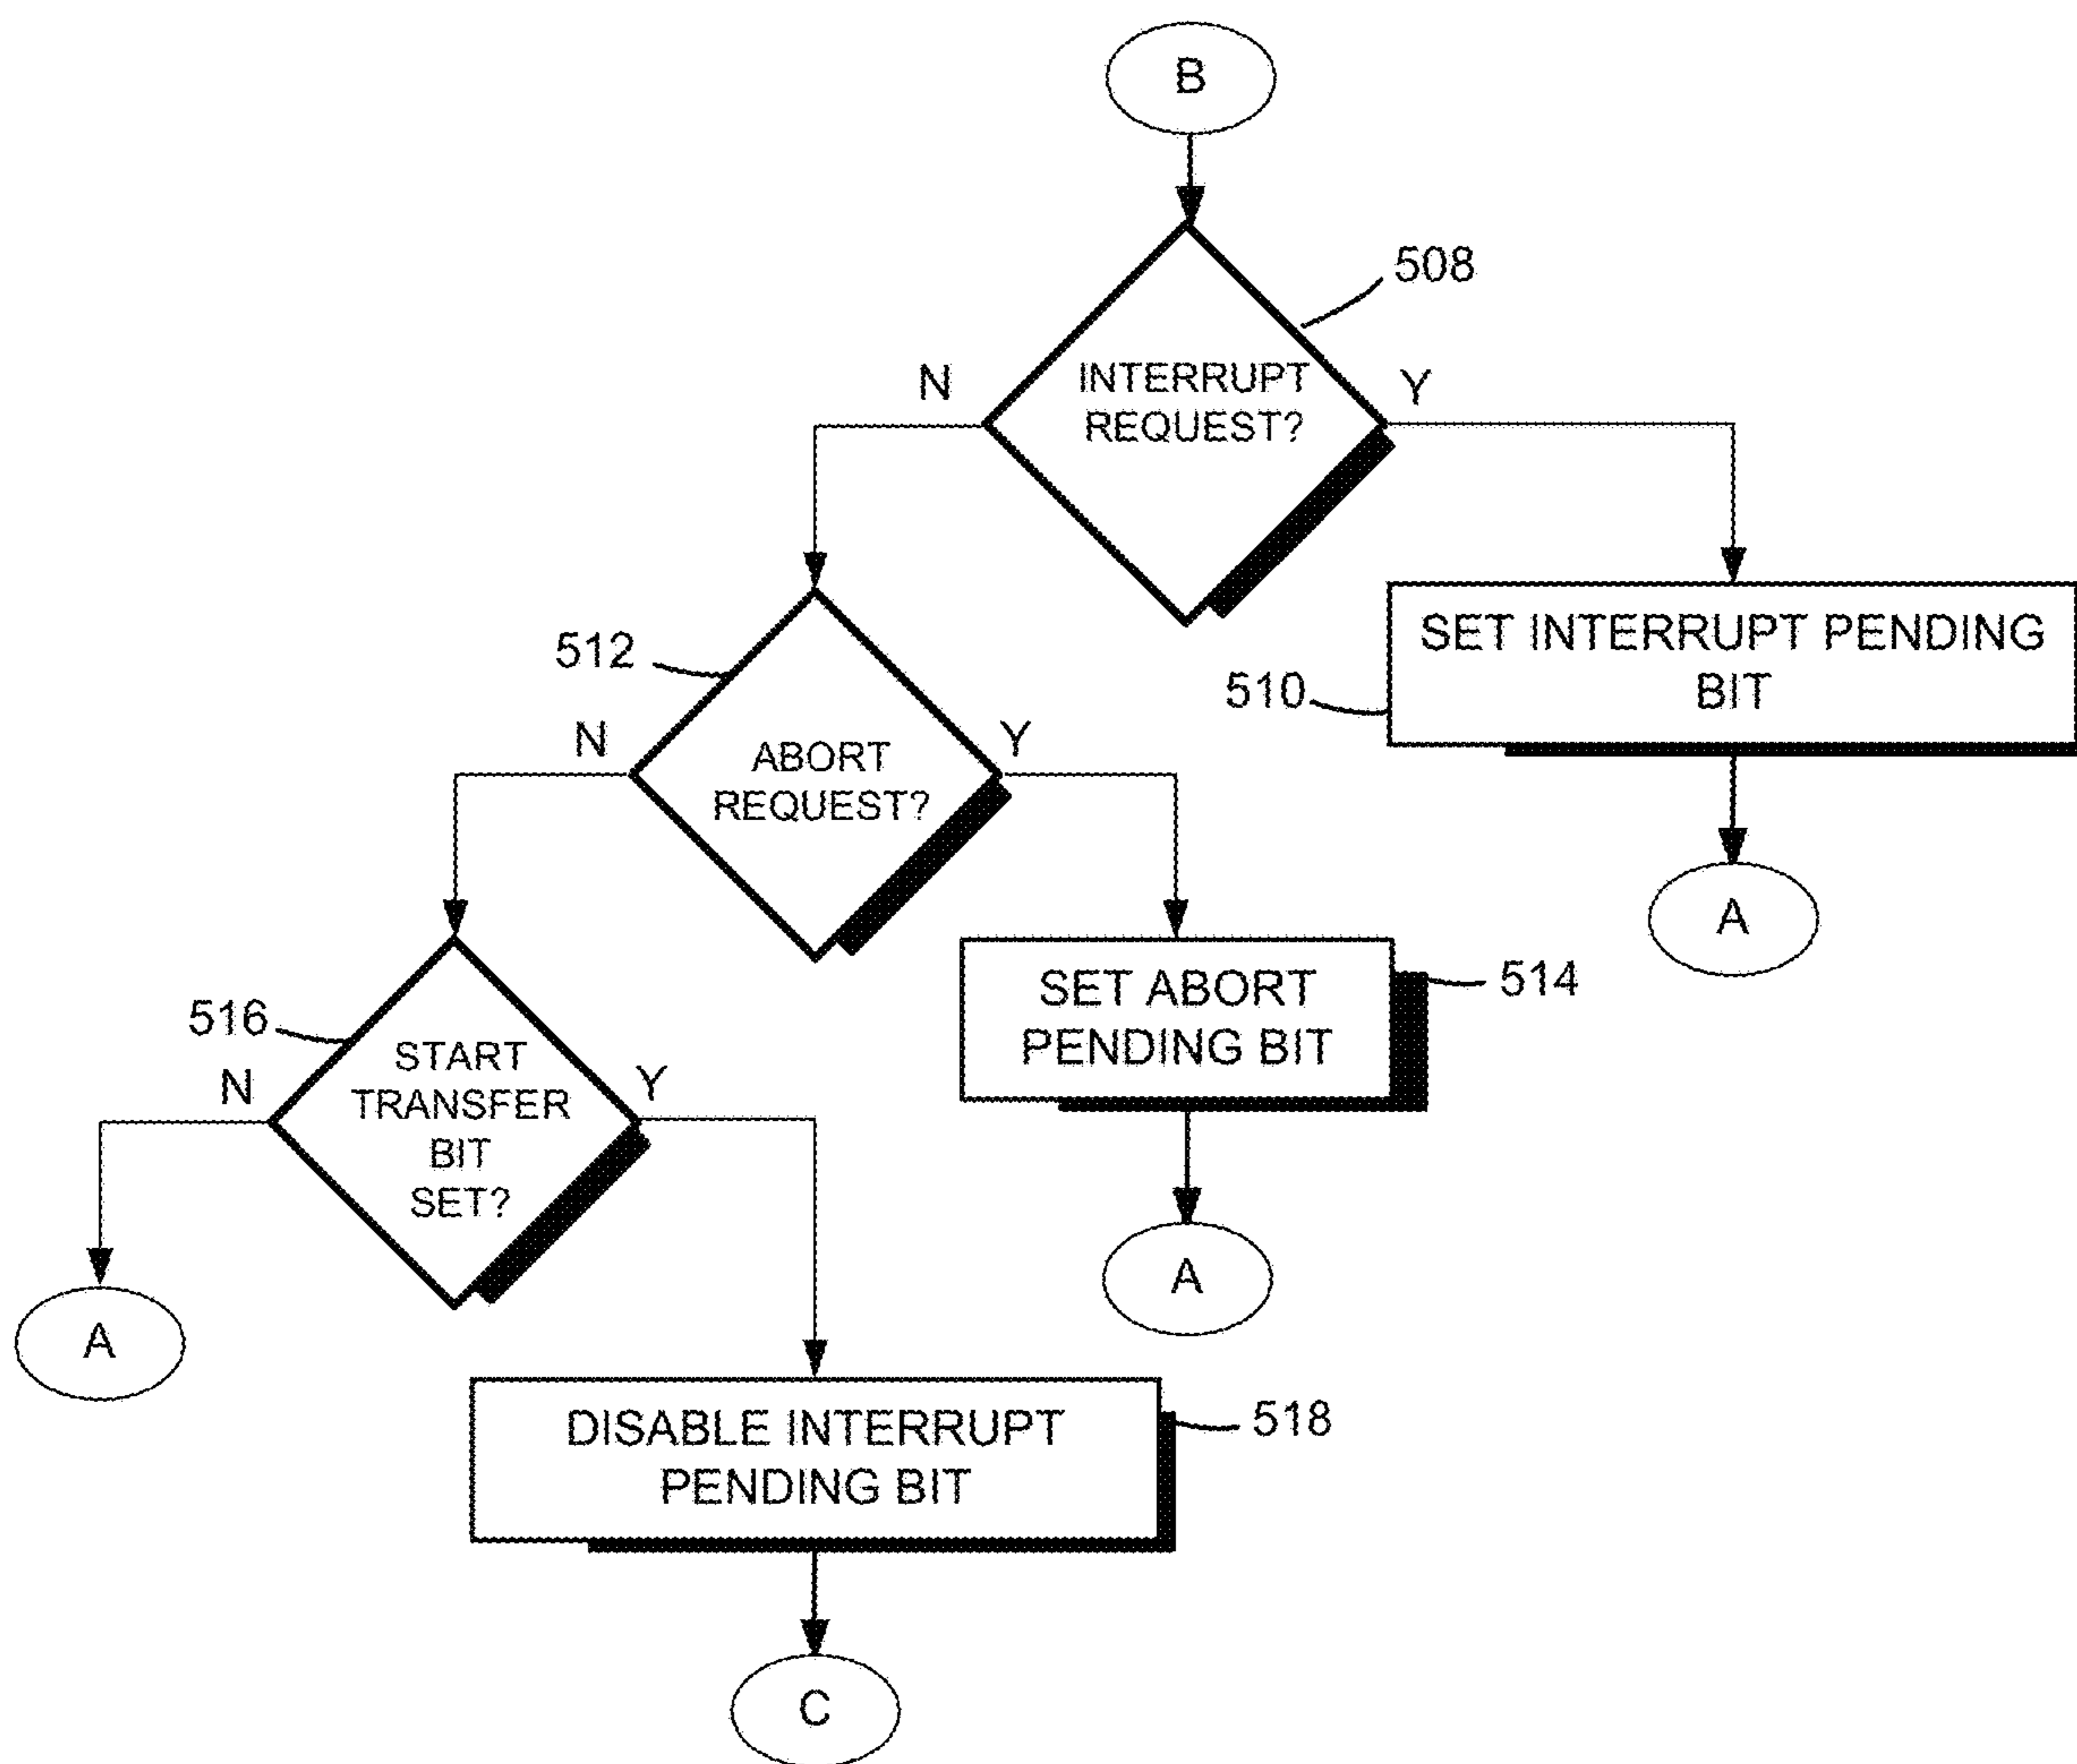 B
508
N
INTERRUPT
REQUEST?
Y
512
N
ABORT
REQUEST?
Y
SET INTERRUPT PENDING
BIT
510
A
516
N
START
TRANSFER
BIT
SET?
Y
SET ABORT
PENDING BIT
514
A
A
DISABLE INTERRUPT
PENDING BIT
518
C